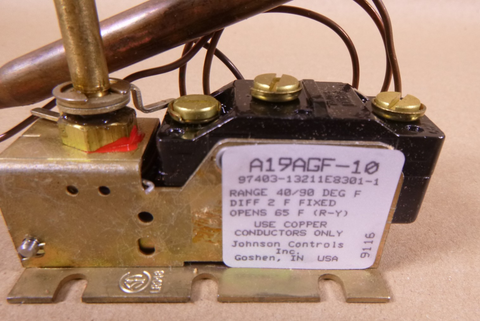 A19AGF-10
97403-13211E8301-1
RANGE 40/90 DEG F
DIFF 2 F FIXED
OPENS 65 F (R-Y)
USE COPPER
CONDUCTORS ONLY
Johnson Controls
Inc.
Goshen, IN USA
9116